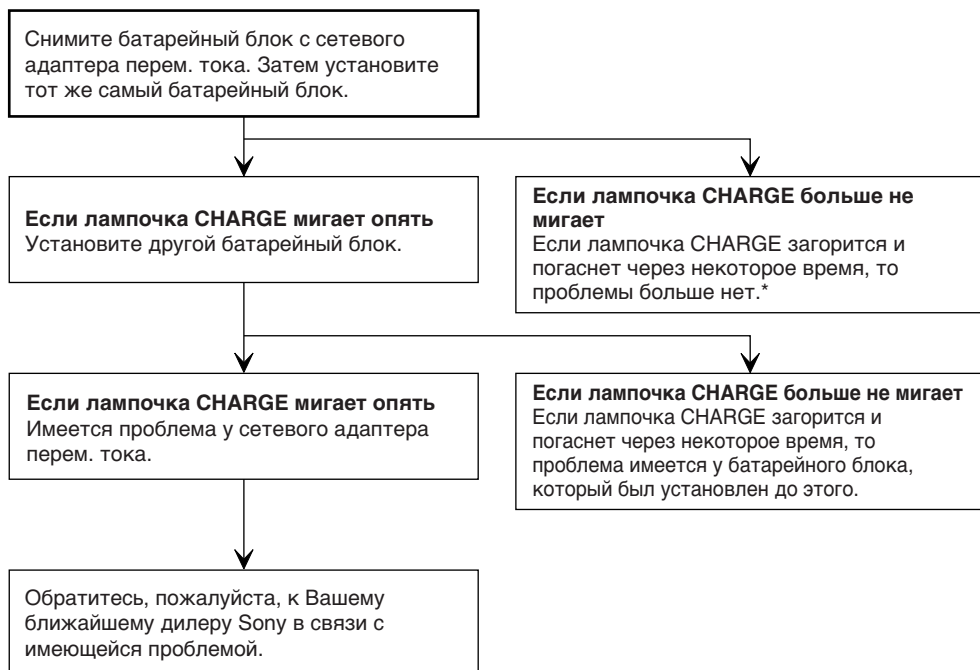 Снимите батарейный блок с сетевого
адаптера перем. тока. Затем установите
тот же самый батарейный блок.
Если лампочка CHARGE мигает опять
Установите другой батарейный блок.
Если лампочка CHARGE больше не
мигает
Если лампочка CHARGE загорится и
погаснет через некоторое время, то
проблемы больше нет.*
Если лампочка CHARGE мигает опять
Имеется проблема у сетевого адаптера
перем. тока.
Если лампочка CHARGE больше не мигает
Если лампочка CHARGE загорится и
погаснет через некоторое время, то
проблема имеется у батарейного блока,
который был установлен до этого.
Обратитесь, пожалуйста, к Вашему
ближайшему дилеру Sony в связи с
имеющейся проблемой.